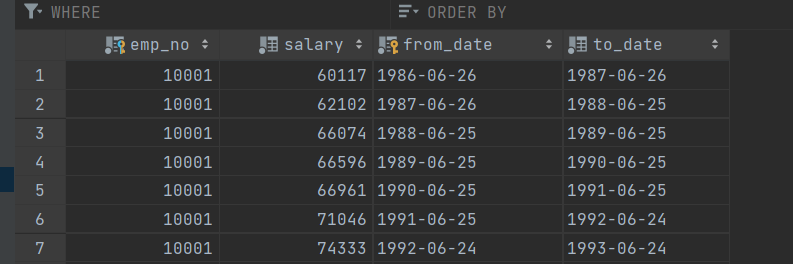 WHERE ORDER BY
emp_no salary from_date to_date
1 10001 60117 1986-06-26 1987-06-26
2 10001 62102 1987-06-26 1988-06-25
3 10001 66074 1988-06-25 1989-06-25
4 10001 66596 1989-06-25 1990-06-25
5 10001 66961 1990-06-25 1991-06-25
6 10001 71046 1991-06-25 1992-06-24
7 10001 74333 1992-06-24 1993-06-24